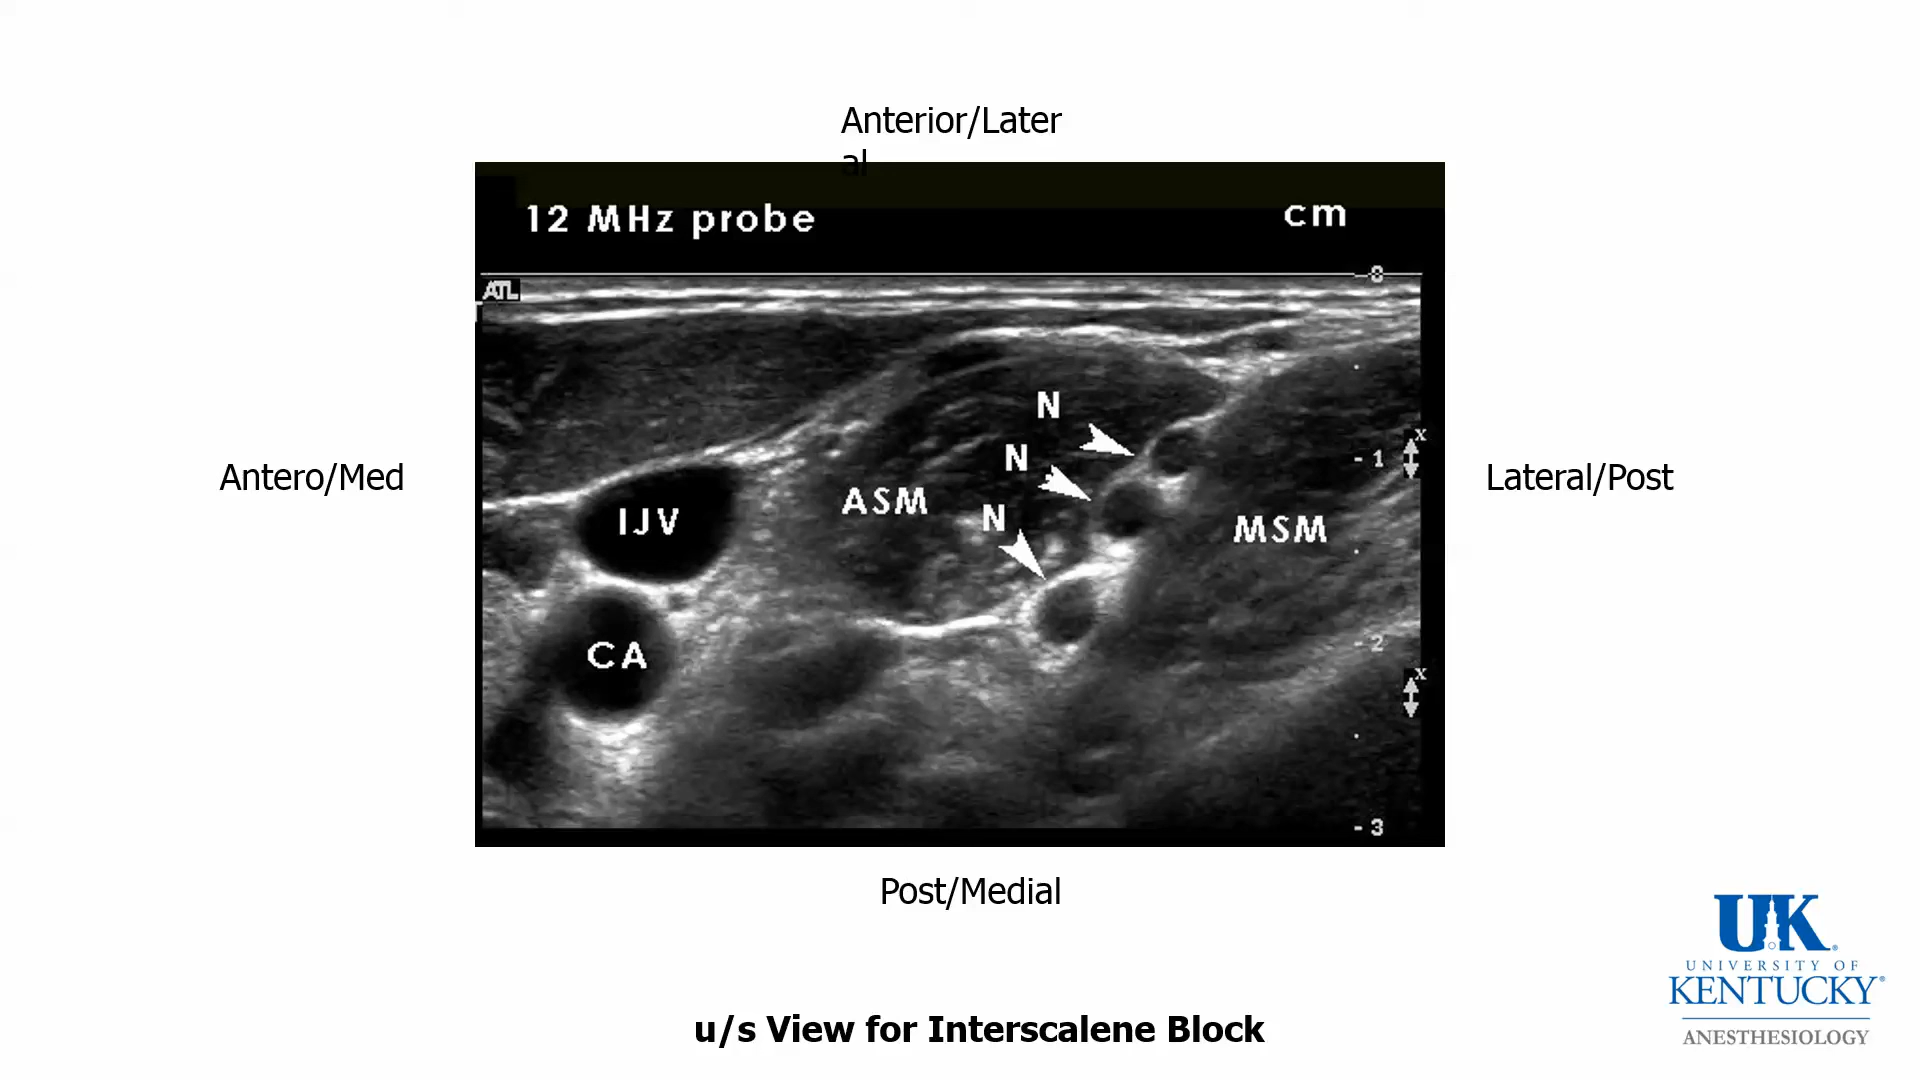 Anterior/Later
al
12 MHz probe
cm
ATL
0
N
- 1
x
N
Antero/Med
Lateral/Post
ASM
N
IJV
MSM
CA
- 2
x
- 3
Post/Medial
UK
UNIVERSITY OF
KENTUCKY®
ANESTHESIOLOGY
u/s View for Interscalene Block